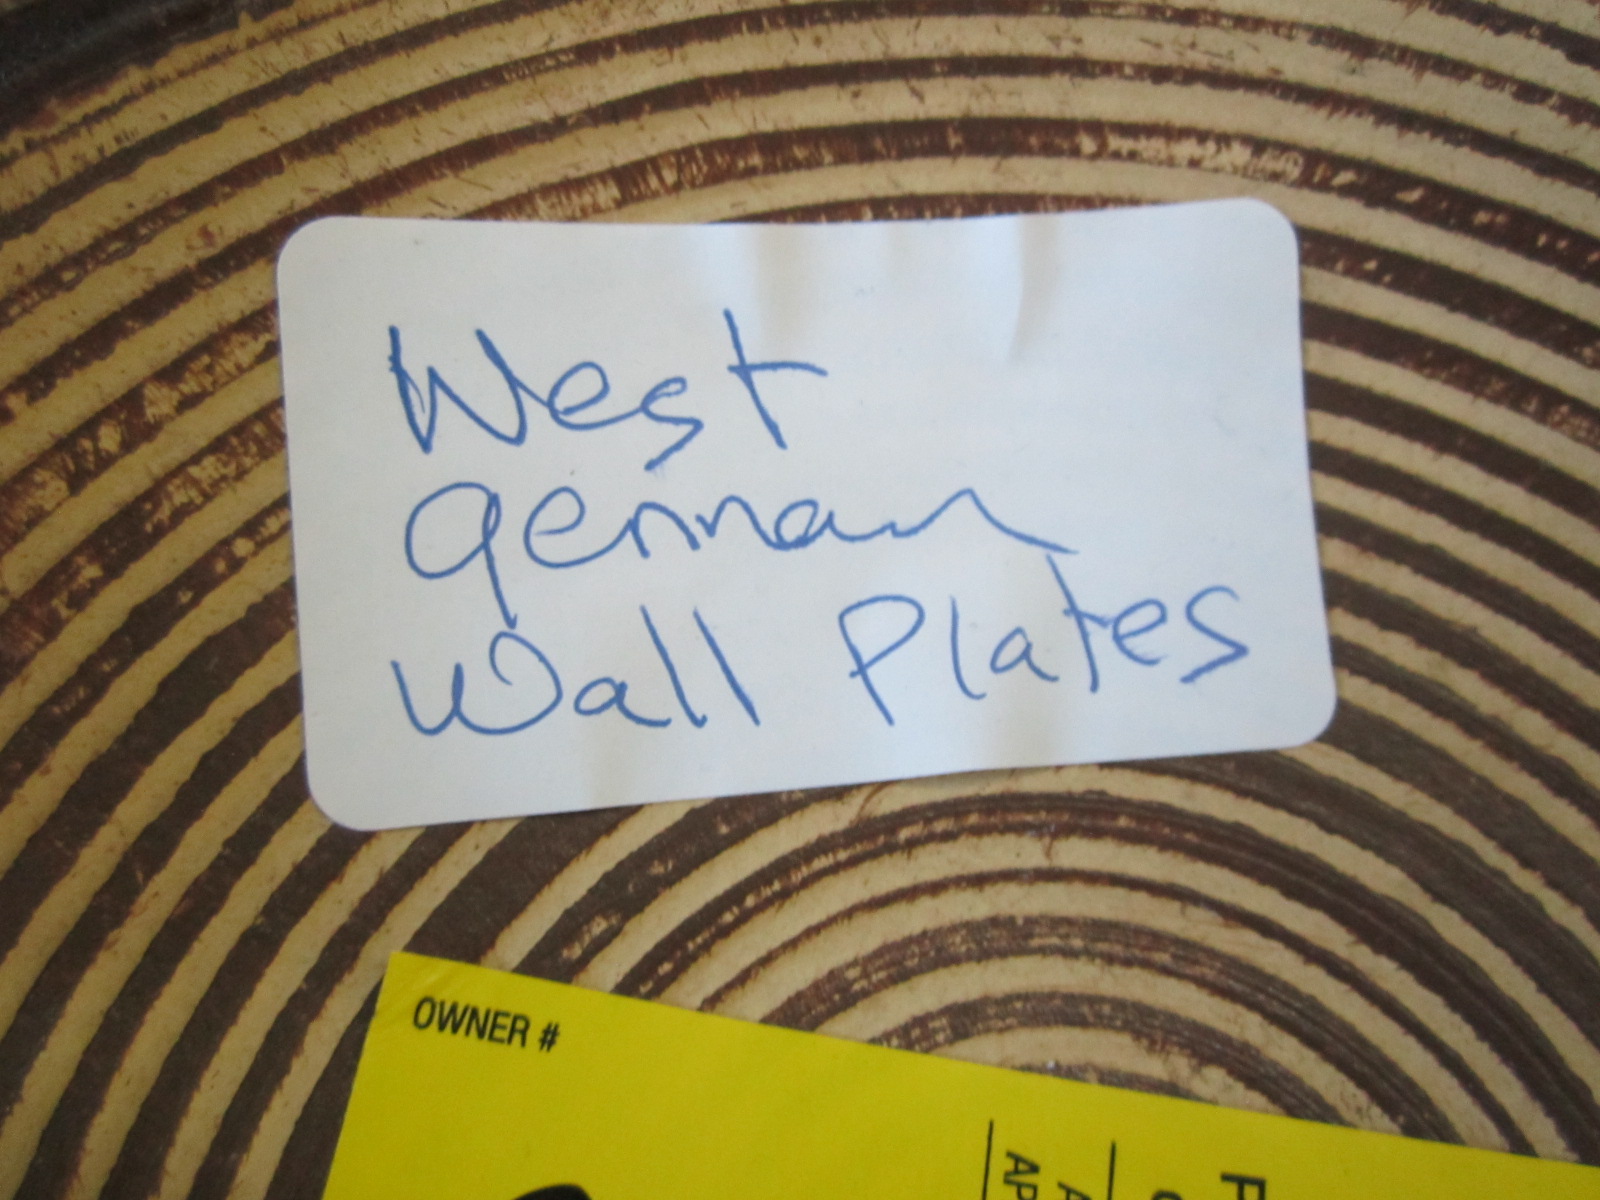 West
german
Wall Plates
OWNER #